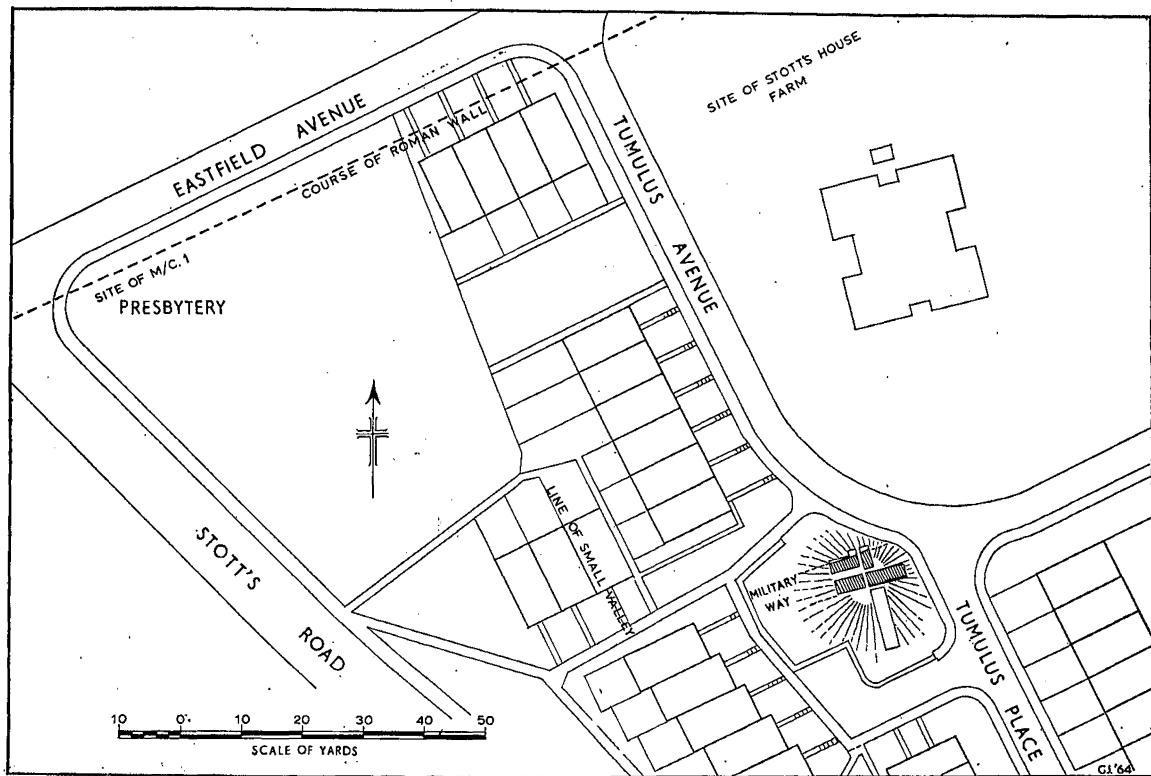 SITE OF STOTT'S HOUSE
FARM
EASTFIELD AVENUE
COURSE OF ROMAN WALL
TUMULUS AVENUE
SITE OF M/C.1
PRESBYTERY
STOTT'S ROAD
LINE OF SMALL VALLEY
MILITARY
WAY
TUMULUS PLACE
10 0 10 20 30 40 50
SCALE OF YARDS